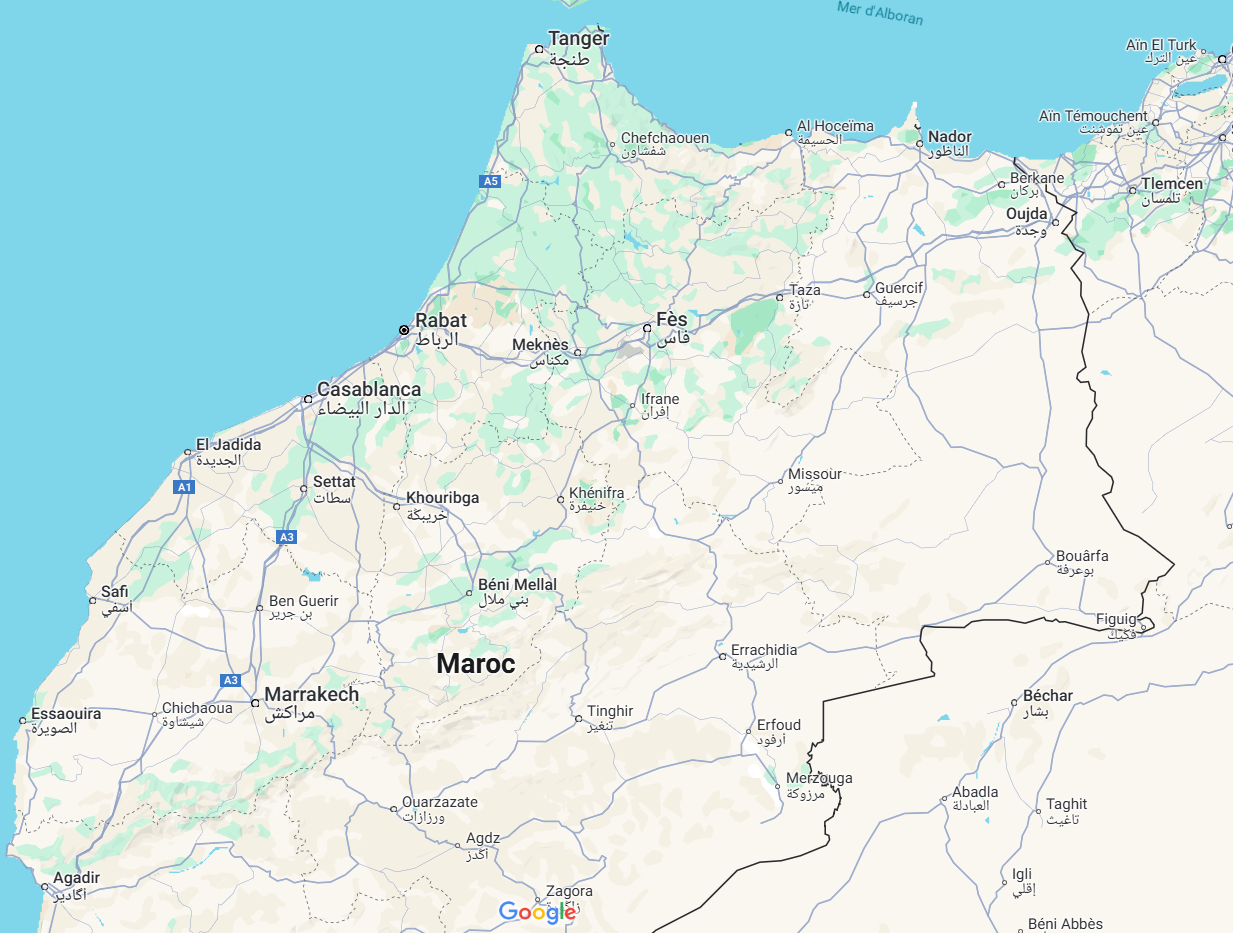 Mer d'Alboran
Tanger
طنجة
Aïn El Turk
عين الترك
Aïn Témouchent
عين تموشنت
Al Hoceïma
الحسيمة
Chefchaouen
شفشاون
Nador
الناظور
A5
Berkane
بركان
Tlemcen
تلمسان
Oujda
وجدة
Taza
تازة
Guercif
جرسيف
Rabat
الرباط
Fès
فاس
Meknès
مكناس
Casablanca
الدار البيضاء
Ifrane
إفران
El Jadida
الجديدة
A1
Settat
سطات
Khouribga
خريبكة
Khénifra
خنيفرة
Missour
ميسور
A3
Bouârfa
بوعرفة
Safi
آسفي
Ben Guerir
بن جرير
Béni Mellal
بني ملال
Figuig
فكيك
Maroc
Errachidia
الرشيدية
A3
Marrakech
مراكش
Essaouira
الصويرة
Chichaoua
شيشاوة
Tinghir
تنغير
Erfoud
أرفود
Béchar
بشار
Merzouga
مرزوكة
Ouarzazate
ورزازات
Abadla
العبادلة
Taghit
تاغيت
Agdz
أكدز
Agadir
أكادير
Zagora
Igli
إقلي
Google
Béni Abbès